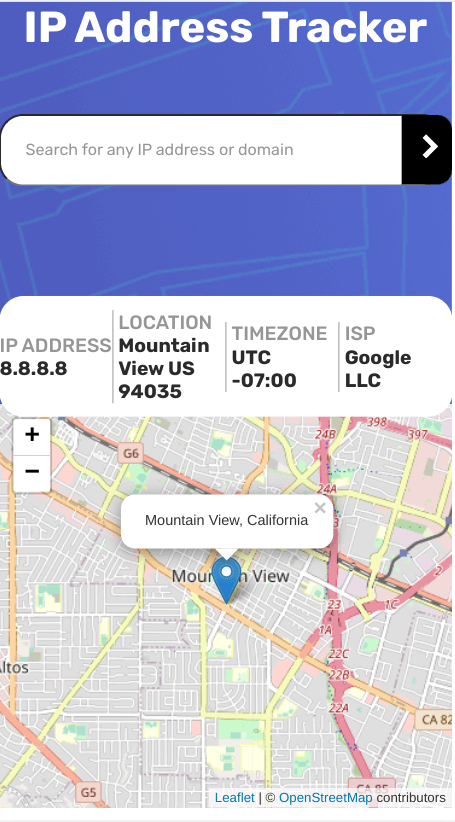 IP Address Tracker
Search for any IP address or domain
IP ADDRESS
8.8.8.8
LOCATION
Mountain
View US
94035
TIMEZONE
UTC
-07:00
ISP
Google
LLC
+
−
398
24B
397
G6
24A
Mountain View, California ×
Mountain View
2
23
1C
1A
ltos
22C
22B
22A
CA 82
CA 85
G5
Leaflet | © OpenStreetMap contributors